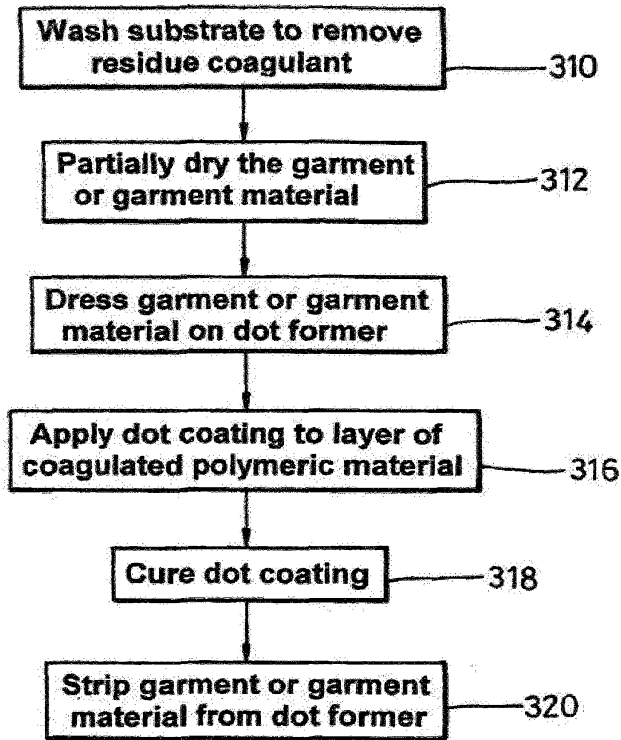 Wash substrate to remove
residue coagulant
310
Partially dry the garment
or garment material
312
Dress garment or garment
material on dot former
314
Apply dot coating to layer of
coagulated polymeric material
316
Cure dot coating
318
Strip garment or garment
material from dot former
320